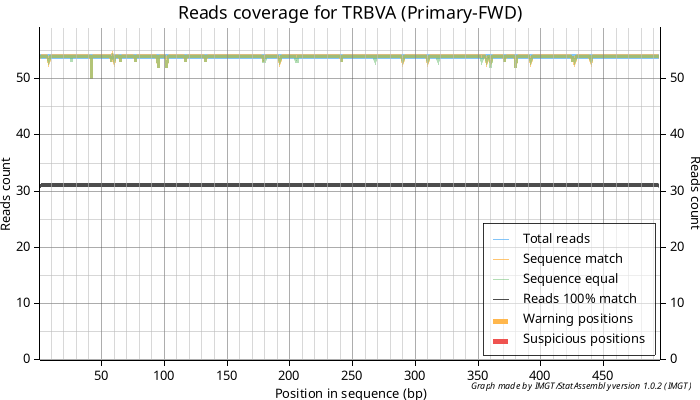 Reads coverage for TRBVA (Primary-FWD)
Reads count
50
40
30
20
10
0
50
40
30
20
10
0
Reads count
Total reads
Sequence match
Sequence equal
Reads 100% match
Warning positions
Suspicious positions
50 100 150 200 250 300 350 400 450
Position in sequence (bp)
Graph made by IMGT/StatAssembly version 1.0.2 (IMGT)